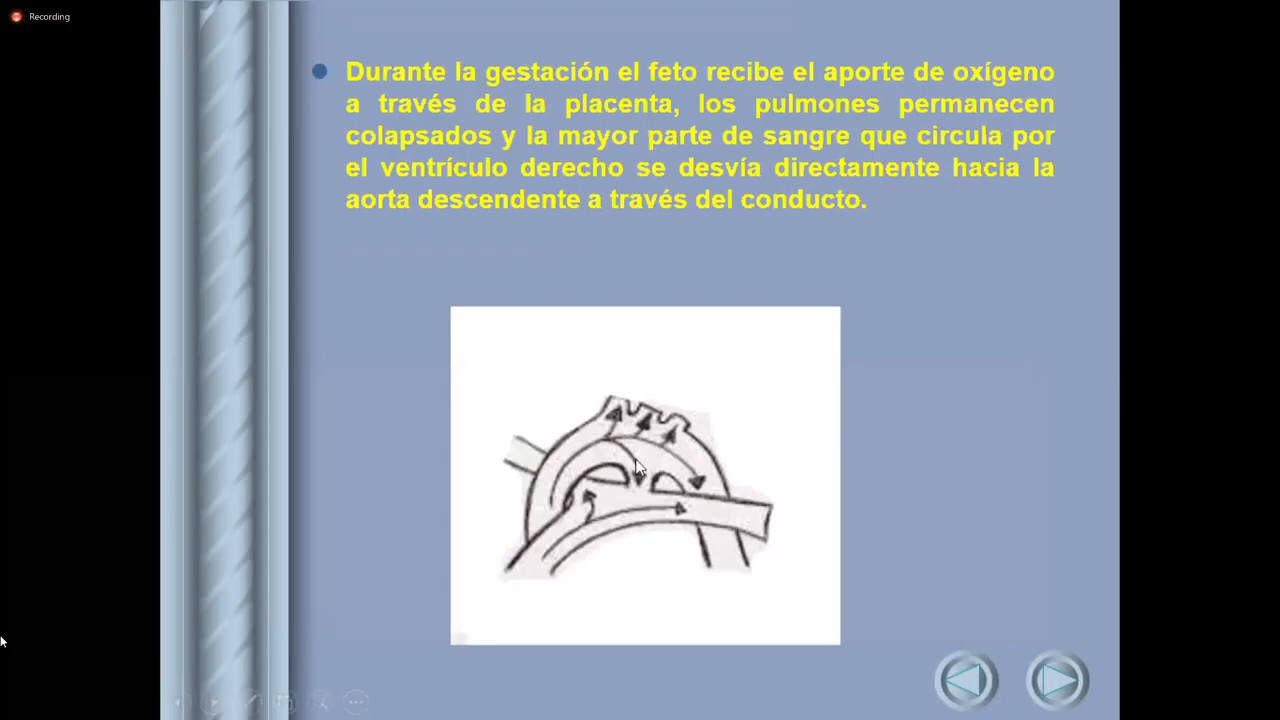 Recording
Durante la gestación el feto recibe el aporte de oxígeno
a través de la placenta, los pulmones permanecen
colapsados y la mayor parte de sangre que circula por
el ventrículo derecho se desvía directamente hacia la
aorta descendente a través del conducto.